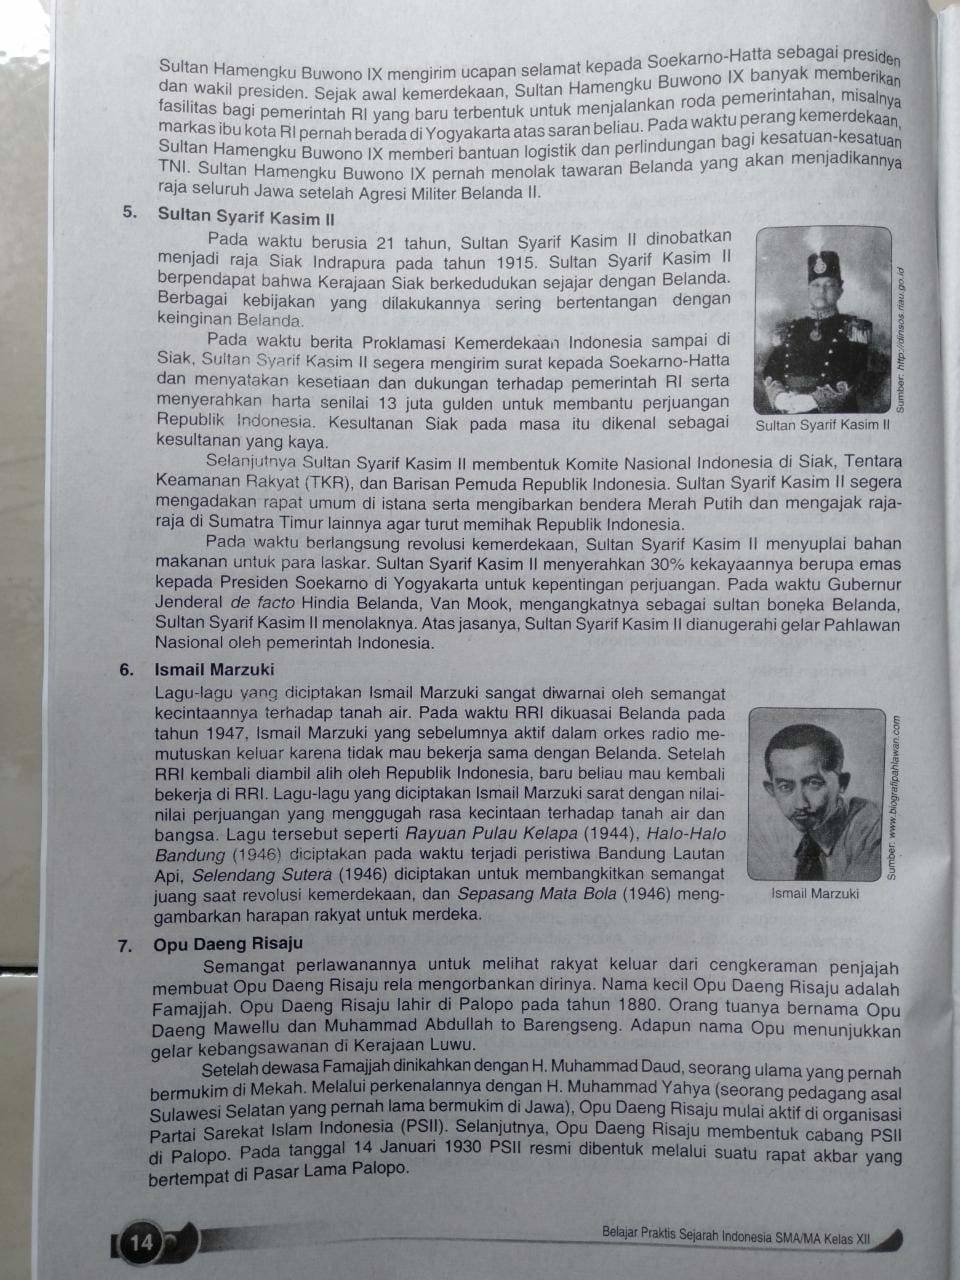 Sultan Hamengku Buwono IX mengirim ucapan selamat kepada Soekarno-Hatta sebagai presiden
dan wakil presiden. Sejak awal kemerdekaan, Sultan Hamengku Buwono IX banyak memberikan
fasilitas bagi pemerintah RI yang baru terbentuk untuk menjalankan roda pemerintahan, misalnya
markas ibu kota RI pernah berada di Yogyakarta atas saran beliau. Pada waktu perang kemerdekaan,
Sultan Hamengku Buwono IX memberi bantuan logistik dan perlindungan bagi kesatuan-kesatuan
TNI. Sultan Hamengku Buwono IX pernah menolak tawaran Belanda yang akan menjadikannya
raja seluruh Jawa setelah Agresi Militer Belanda II.
5. Sultan Syarif Kasim II
Pada waktu berusia 21 tahun, Sultan Syarif Kasim II dinobatkan
menjadi raja Siak Indrapura pada tahun 1915. Sultan Syarif Kasim II
berpendapat bahwa Kerajaan Siak berkedudukan sejajar dengan Belanda.
Berbagai kebijakan yang dilakukannya sering bertentangan dengan
keinginan Belanda.
Pada waktu berita Proklamasi Kemerdekaan Indonesia sampai di
Siak, Sultan Syarif Kasim II segera mengirim surat kepada Soekarno-Hatta
dan menyatakan kesetiaan dan dukungan terhadap pemerintah RI serta
menyerahkan harta senilai 13 juta gulden untuk membantu perjuangan
Republik Indonesia. Kesultanan Siak pada masa itu dikenal sebagai
kesultanan yang kaya.
Sumber: http://dinsos.riau.go.id
Sultan Syarif Kasim II
Selanjutnya Sultan Syarif Kasim II membentuk Komite Nasional Indonesia di Siak, Tentara
Keamanan Rakyat (TKR), dan Barisan Pemuda Republik Indonesia. Sultan Syarif Kasim II segera
mengadakan rapat umum di istana serta mengibarkan bendera Merah Putih dan mengajak raja-
raja di Sumatra Timur lainnya agar turut memihak Republik Indonesia.
Pada waktu berlangsung revolusi kemerdekaan, Sultan Syarif Kasim II menyuplai bahan
makanan untuk para laskar. Sultan Syarif Kasim II menyerahkan 30% kekayaannya berupa emas
kepada Presiden Soekarno di Yogyakarta untuk kepentingan perjuangan. Pada waktu Gubernur
Jenderal de facto Hindia Belanda, Van Mook, mengangkatnya sebagai sultan boneka Belanda,
Sultan Syarif Kasim II menolaknya. Atas jasanya, Sultan Syarif Kasim II dianugerahi gelar Pahlawan
Nasional oleh pemerintah Indonesia.
6. Ismail Marzuki
Lagu-lagu yang diciptakan Ismail Marzuki sangat diwarnai oleh semangat
kecintaannya terhadap tanah air. Pada waktu RRI dikuasai Belanda pada
tahun 1947, Ismail Marzuki yang sebelumnya aktif dalam orkes radio me-
mutuskan keluar karena tidak mau bekerja sama dengan Belanda. Setelah
RRI kembali diambil alih oleh Republik Indonesia, baru beliau mau kembali
bekerja di RRI. Lagu-lagu yang diciptakan Ismail Marzuki sarat dengan nilai-
nilai perjuangan yang menggugah rasa kecintaan terhadap tanah air dan
bangsa. Lagu tersebut seperti Rayuan Pulau Kelapa (1944), Halo-Halo
Bandung (1946) diciptakan pada waktu terjadi peristiwa Bandung Lautan
Api, Selendang Sutera (1946) diciptakan untuk membangkitkan semangat
juang saat revolusi kemerdekaan, dan Sepasang Mata Bola (1946) meng-
gambarkan harapan rakyat untuk merdeka.
Sumber: www.biografipahlawan.com
Ismail Marzuki
7. Opu Daeng Risaju
Semangat perlawanannya untuk melihat rakyat keluar dari cengkeraman penjajah
membuat Opu Daeng Risaju rela mengorbankan dirinya. Nama kecil Opu Daeng Risaju adalah
Famajjah. Opu Daeng Risaju lahir di Palopo pada tahun 1880. Orang tuanya bernama Opu
Daeng Mawellu dan Muhammad Abdullah to Barengseng. Adapun nama Opu menunjukkan
gelar kebangsawanan di Kerajaan Luwu.
Setelah dewasa Famajjah dinikahkan dengan H. Muhammad Daud, seorang ulama yang pernah
bermukim di Mekah. Melalui perkenalannya dengan H. Muhammad Yahya (seorang pedagang asal
Sulawesi Selatan yang pernah lama bermukim di Jawa), Opu Daeng Risaju mulai aktif di organisasi
Partai Sarekat Islam Indonesia (PSII). Selanjutnya, Opu Daeng Risaju membentuk cabang PSII
di Palopo. Pada tanggal 14 Januari 1930 PSII resmi dibentuk melalui suatu rapat akbar yang
bertempat di Pasar Lama Palopo.
14
Belajar Praktis Sejarah Indonesia SMA/MA Kelas XII